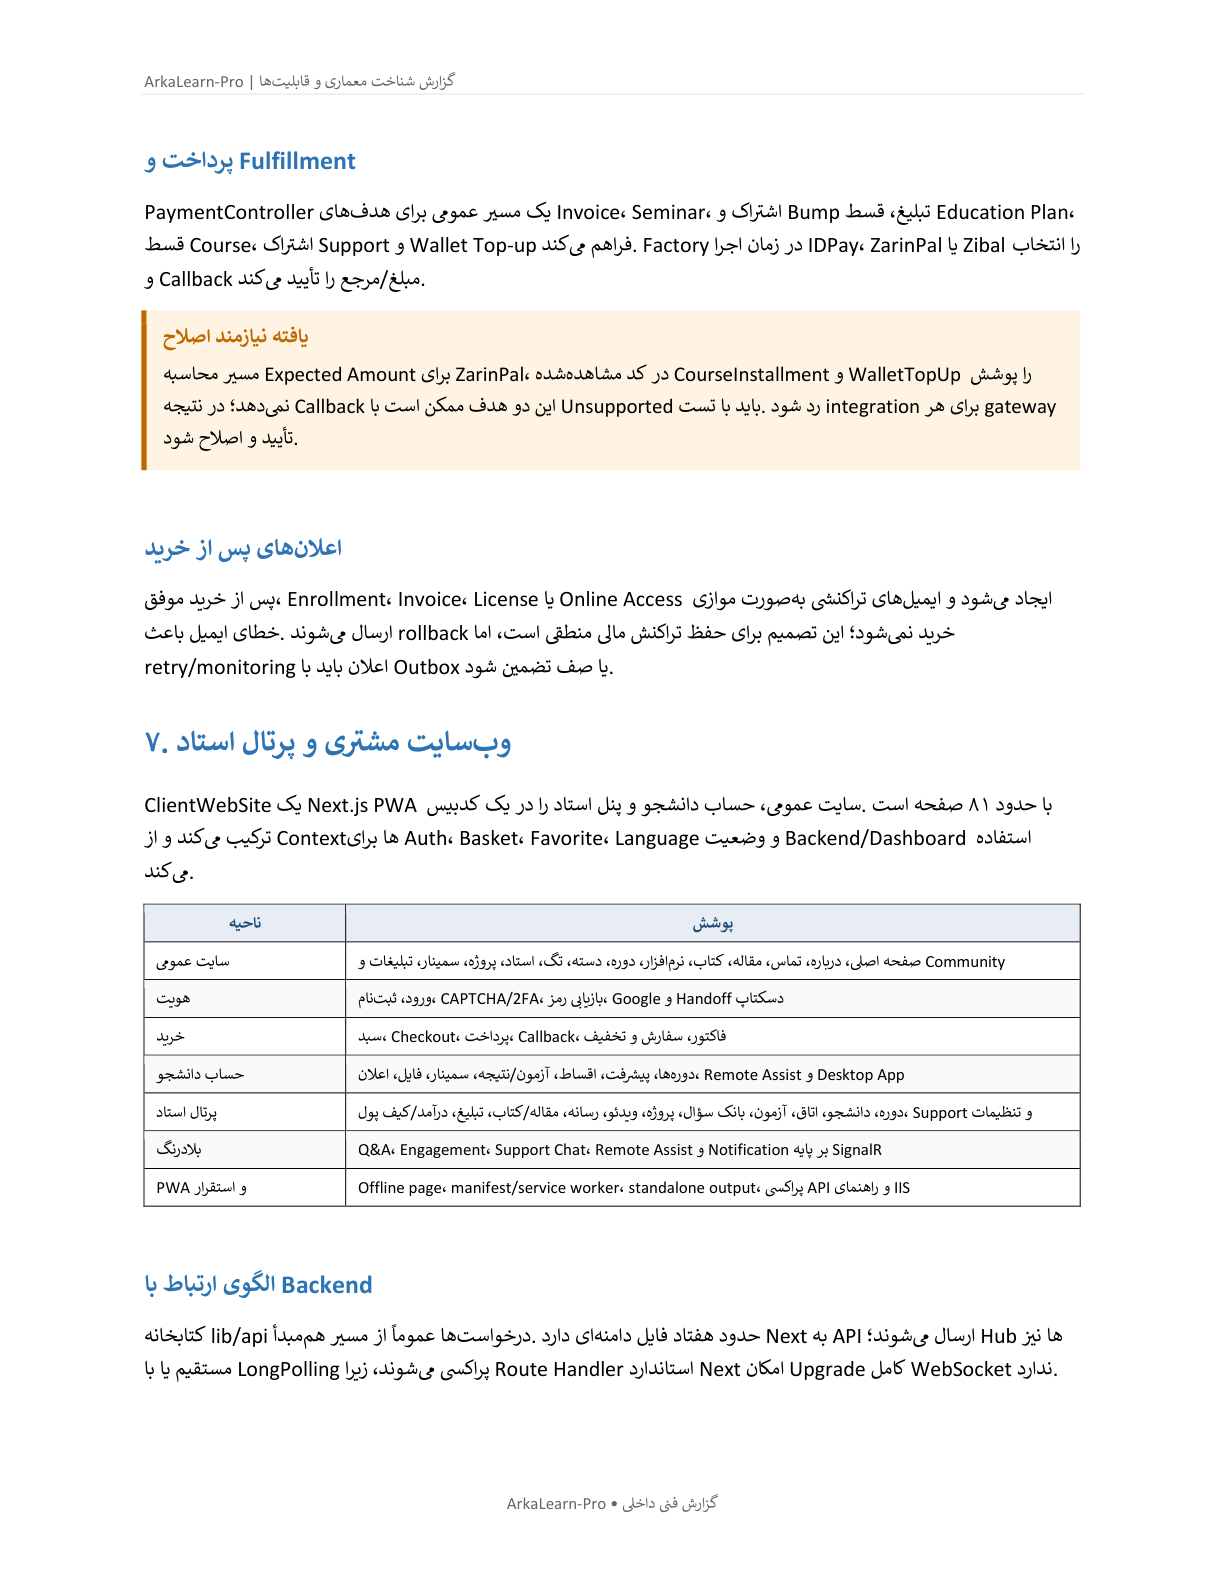 ArkaLearn-Pro | گزارش شناخت معماری و قابلیت‌ها
پرداخت و Fulfillment
PaymentController یک مسیر عمومی برای هدف‌های Invoice، Seminar، اشتراک و Bump تبلیغ، قسط Education Plan،
قسط Course، اشتراک Support و Wallet Top-up فراهم می‌کند. Factory در زمان اجرا IDPay، ZarinPal یا Zibal را انتخاب
و Callback مبلغ/مرجع را تأیید می‌کند.
یافته نیازمند اصلاح
مسیر محاسبه Expected Amount برای ZarinPal، در کد مشاهده‌شده CourseInstallment و WalletTopUp را پوشش
نمی‌دهد؛ در نتیجه Callback این دو هدف ممکن است با Unsupported رد شود. باید با تست integration برای هر gateway
تأیید و اصلاح شود.
اعلان‌های پس از خرید
پس از خرید موفق، Enrollment، Invoice، License یا Online Access ایجاد می‌شود و ایمیل‌های تراکنشی به‌صورت موازی
ارسال می‌شوند. خطای ایمیل باعث rollback خرید نمی‌شود؛ این تصمیم برای حفظ تراکنش مالی منطقی است، اما
retry/monitoring اعلان باید با Outbox یا صف تضمین شود.
۷. وب‌سایت مشتری و پرتال استاد
ClientWebSite یک Next.js PWA با حدود ۸۱ صفحه است. سایت عمومی، حساب دانشجو و پنل استاد را در یک کدبیس
ترکیب می‌کند و از Contextها برای Auth، Basket، Favorite، Language و وضعیت Backend/Dashboard استفاده
می‌کند.
ناحیه پوشش
سایت عمومی صفحه اصلی، درباره، تماس، مقاله، کتاب، نرم‌افزار، دوره، دسته، تگ، استاد، پروژه، سمینار، تبلیغات و Community
هویت ورود، ثبت‌نام، CAPTCHA/2FA، بازیابی رمز، Google و Handoff دسکتاپ
خرید سبد، Checkout، پرداخت، Callback، فاکتور، سفارش و تخفیف
حساب دانشجو دوره‌ها، پیشرفت، اقساط، آزمون/نتیجه، سمینار، فایل، اعلان، Remote Assist و Desktop App
پرتال استاد دوره، دانشجو، اتاق، آزمون، بانک سؤال، پروژه، ویدئو، رسانه، مقاله/کتاب، تبلیغ، درآمد/کیف پول، Support و تنظیمات
بلادرنگ Q&A، Engagement، Support Chat، Remote Assist و Notification بر پایه SignalR
PWA و استقرار Offline page، manifest/service worker، standalone output، پراکسی API و راهنمای IIS
الگوی ارتباط با Backend
کتابخانه lib/api حدود هفتاد فایل دامنه‌ای دارد. درخواست‌ها عموماً از مسیر هم‌مبدأ Next به API ارسال می‌شوند؛ Hub ها نیز
مستقیم یا با LongPolling پراکسی می‌شوند، زیرا Route Handler استاندارد Next امکان Upgrade کامل WebSocket ندارد.
ArkaLearn-Pro • گزارش فنی داخلی